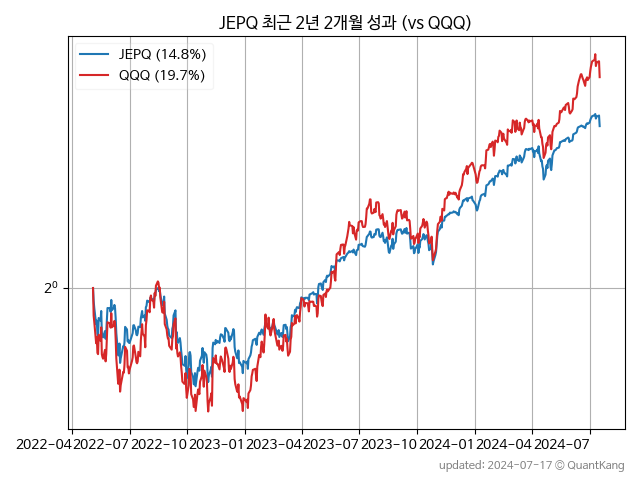 JEPQ 최근 2년 2개월 성과 (vs QQQ)
JEPQ (14.8%)
QQQ (19.7%)
2⁰
2022-04 2022-07 2022-10 2023-01 2023-04 2023-07 2023-10 2024-01 2024-04 2024-07
updated: 2024-07-17 © QuantKang